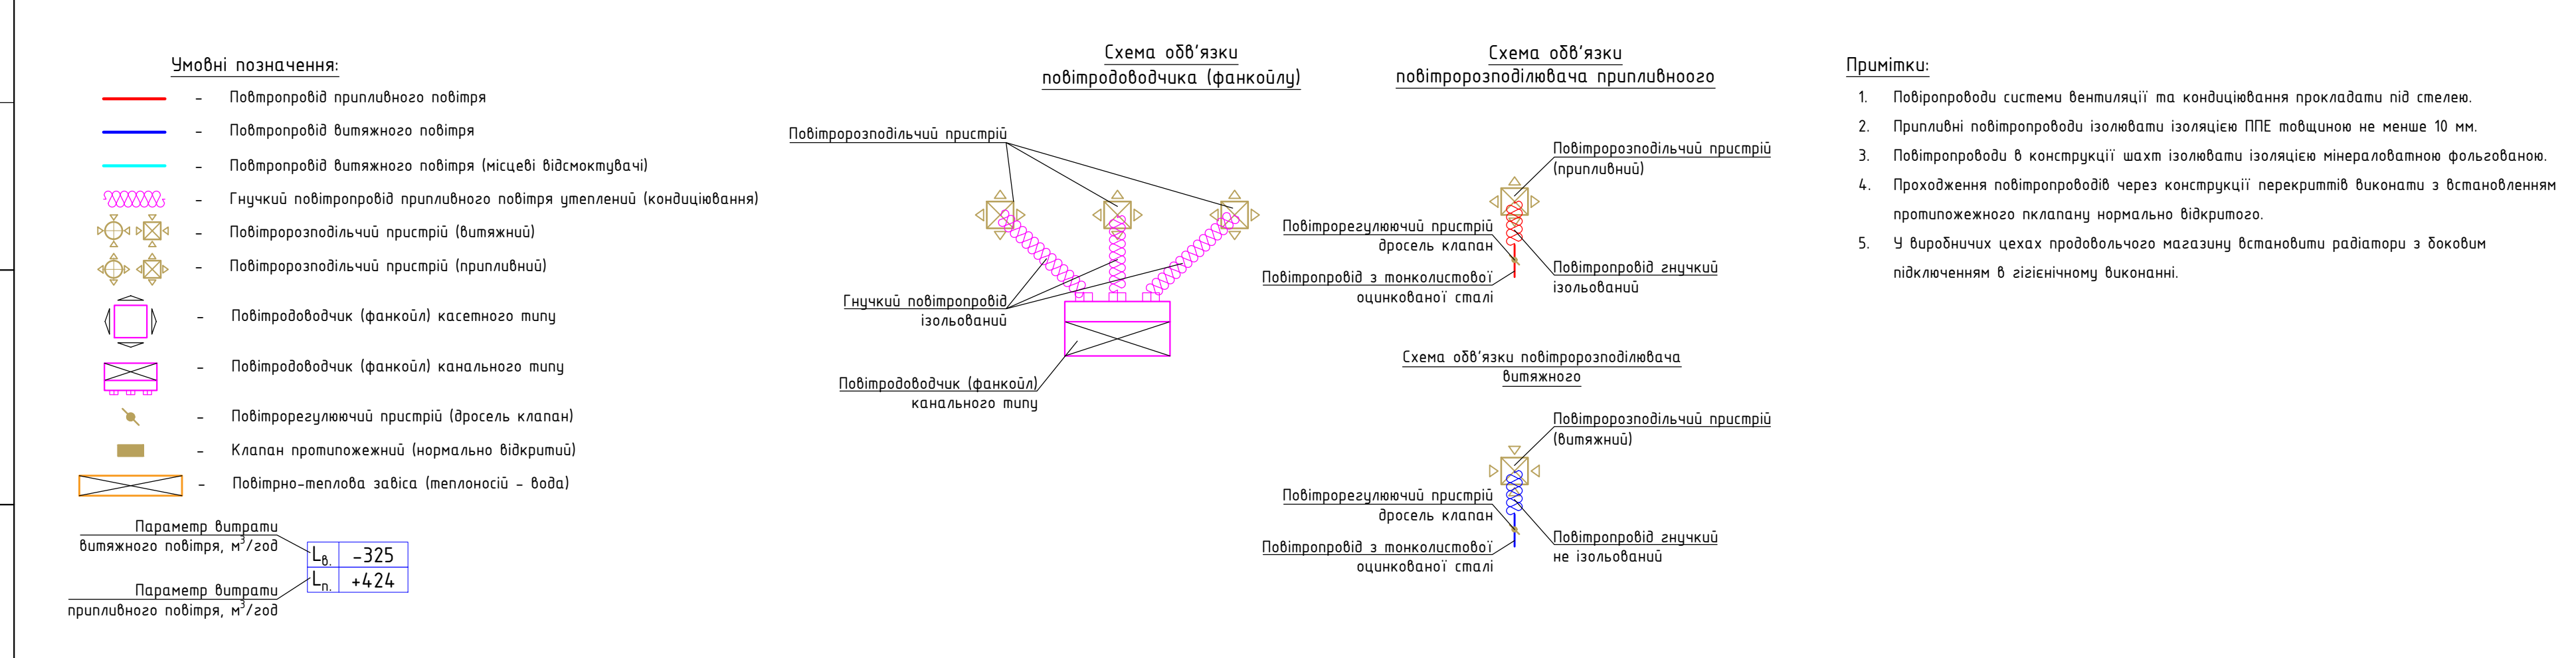 Умовні позначення:
- Повтропровід припливного повітря
- Повтропровід витяжного повітря
- Повтропровід витяжного повітря (місцеві відсмоктувачі)
- Гнучкий повітропровід припливного повітря утеплений (кондиціювання)
- Повітророзподільчий пристрій (витяжний)
- Повітророзподільчий пристрій (припливний)
- Повітродоводчик (фанкойл) касетного типу
- Повітродоводчик (фанкойл) канального типу
- Повітрорегулюючий пристрій (дросель клапан)
- Клапан протипожежний (нормально відкритий)
- Повітрно-теплова завіса (теплоносій - вода)
Параметр витрати
витяжного повітря, м³/год
Lв. -325
Lп. +424
Параметр витрати
припливного повітря, м³/год
Схема обв'язки
повітродоводчика (фанкойлу)
Повітророзподільчий пристрій
Гнучкий повітропровід
ізольований
Повітродоводчик (фанкойл)
канального типу
Схема обв'язки
повітророзподілювача припливноого
Повітророзподільчий пристрій
(припливний)
Повітрорегулюючий пристрій
дросель клапан
Повітропровід з тонколистової
оцинкованої сталі
Повітропровід гнучкий
ізольований
Схема обв'язки повітророзподілювача
витяжного
Повітророзподільчий пристрій
(витяжний)
Повітрорегулюючий пристрій
дросель клапан
Повітропровід з тонколистової
оцинкованої сталі
Повітропровід гнучкий
не ізольований
Примітки:
1. Повіропроводи системи вентиляції та кондиціювання прокладати під стелею.
2. Припливні повітропроводи ізолювати ізоляцією ППЕ товщиною не менше 10 мм.
3. Повітропроводи в конструкції шахт ізолювати ізоляцією мінераловатною фольгованою.
4. Проходження повітропроводів через конструкції перекриттів виконати з встановленням
протипожежного пклапану нормально відкритого.
5. У виробничих цехах продовольчого магазину встановити радіатори з боковим
підключенням в гігієнічному виконанні.